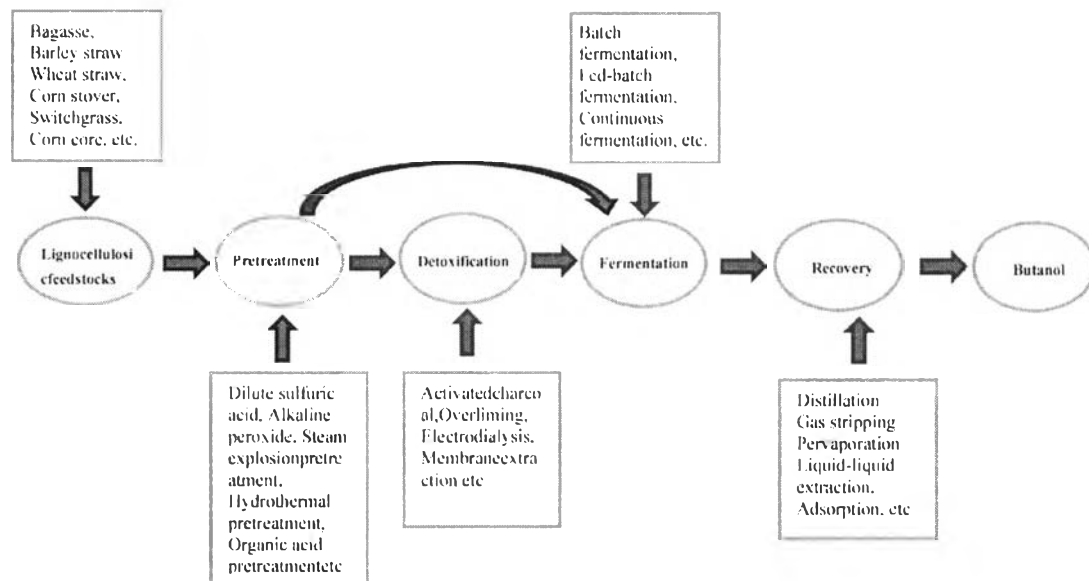 Bagasse,
Barley straw
Wheat straw,
Corn stover,
Switchgrass,
Corn core, etc.
Batch
fermentation,
Fed-batch
fermentation,
Continuous
fermentation, etc.
Lignocellulosi
cfeedstocks
Pretreatment
Detoxification
Fermentation
Recovery
Butanol
Dilute sulfuric
acid, Alkaline
peroxide, Steam
explosionpretre
atment,
Hydrothermal
pretreatment,
Organic acid
pretreatmentetc
Activatedcharco
al,Overliming,
Electrodialysis,
Membraneextra
ction etc
Distillation
Gas stripping
Pervaporation
Liquid-liquid
extraction,
Adsorption, etc